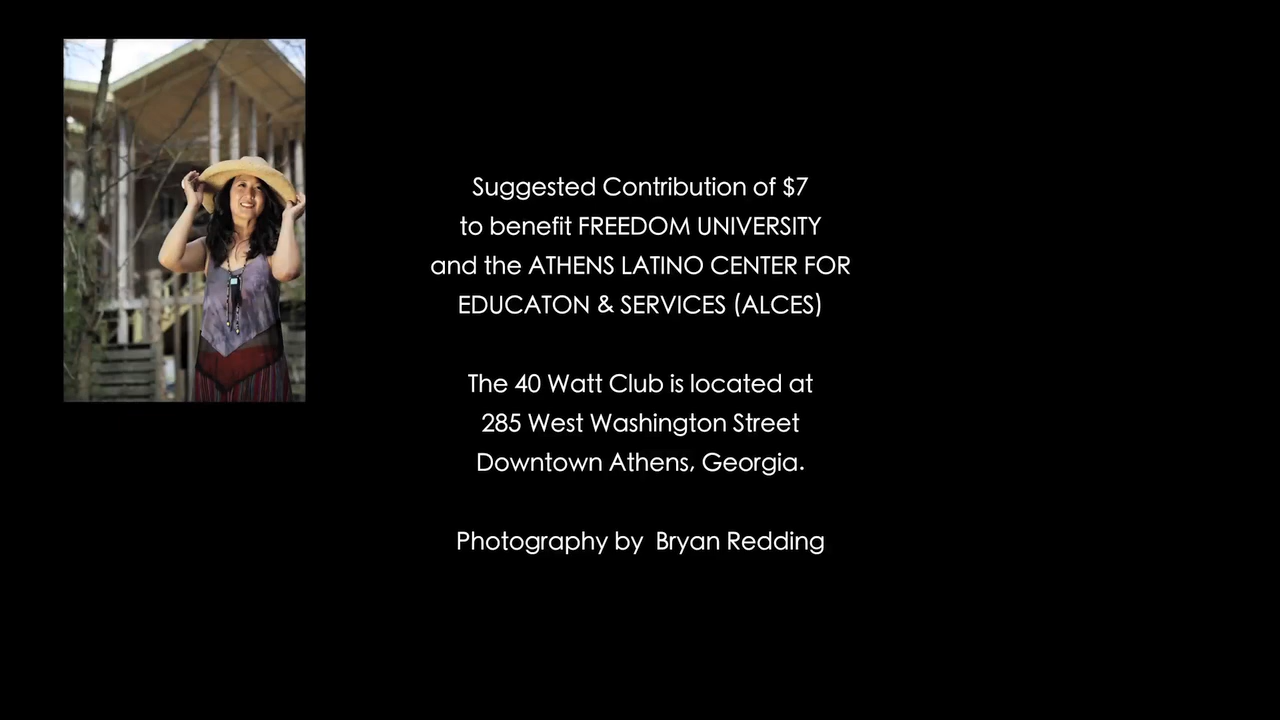 Suggested Contribution of $7
to benefit FREEDOM UNIVERSITY
and the ATHENS LATINO CENTER FOR
EDUCATON & SERVICES (ALCES)
The 40 Watt Club is located at
285 West Washington Street
Downtown Athens, Georgia.
Photography by  Bryan Redding